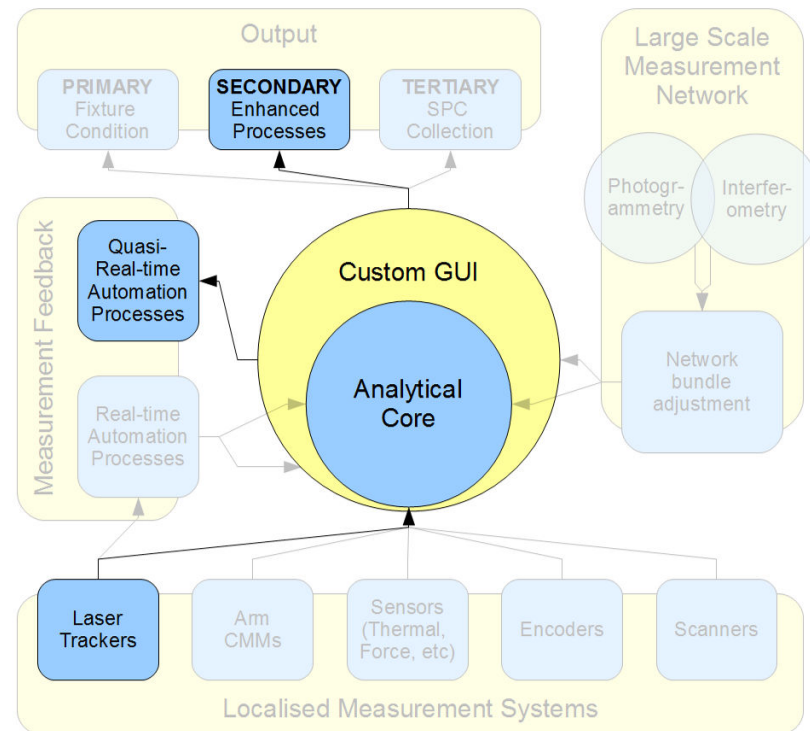 Output
PRIMARY
Fixture
Condition
SECONDARY
Enhanced
Processes
TERTIARY
SPC
Collection
Large Scale
Measurement
Network
Photogr-
ammetry
Interfer-
ometry
Network
bundle
adjustment
Measurement Feedback
Quasi-
Real-time
Automation
Processes
Real-time
Automation
Processes
Custom GUI
Analytical
Core
Laser
Trackers
Arm
CMMs
Sensors
(Thermal,
Force, etc)
Encoders
Scanners
Localised Measurement Systems